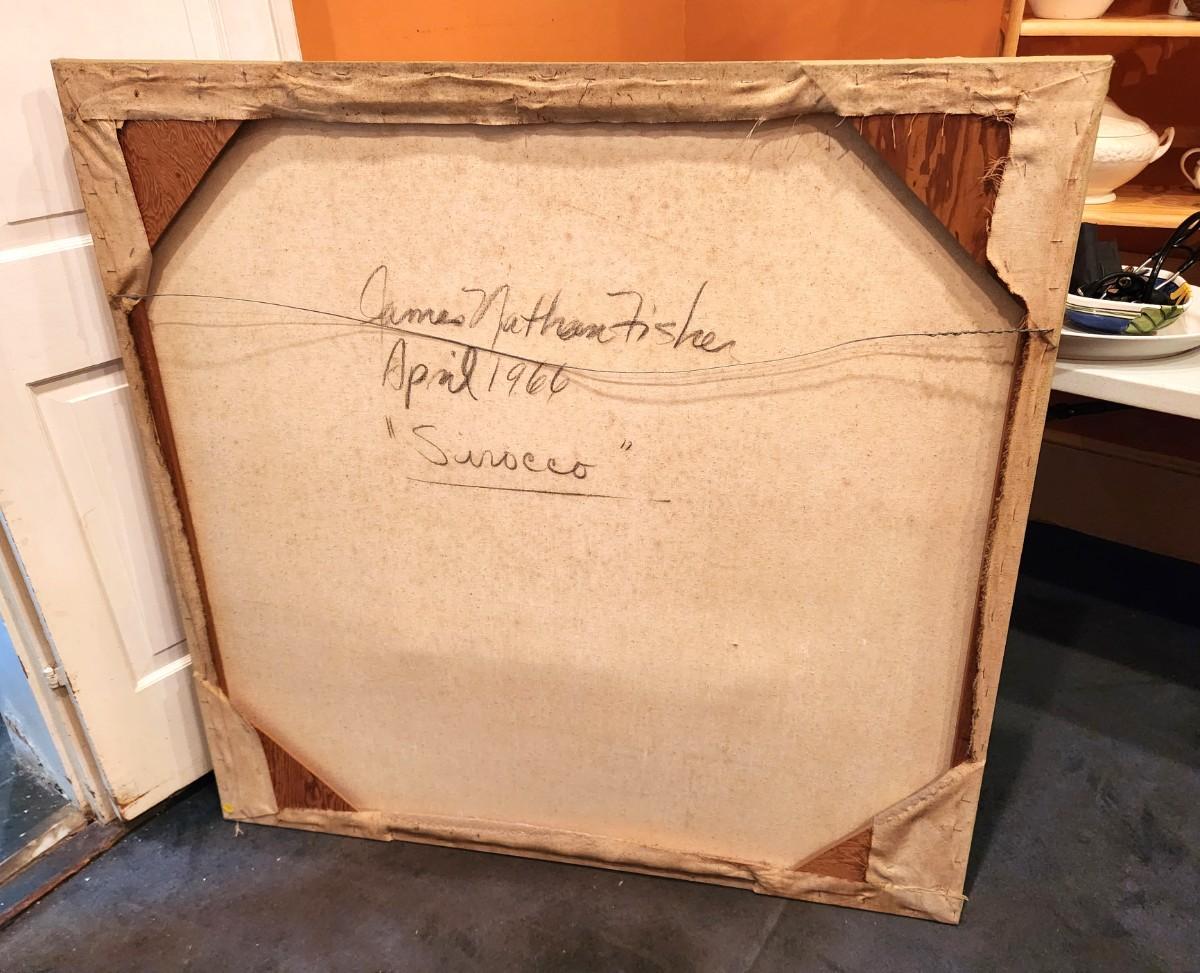 James Nathan Fisher
April 1966
"Sirocco"